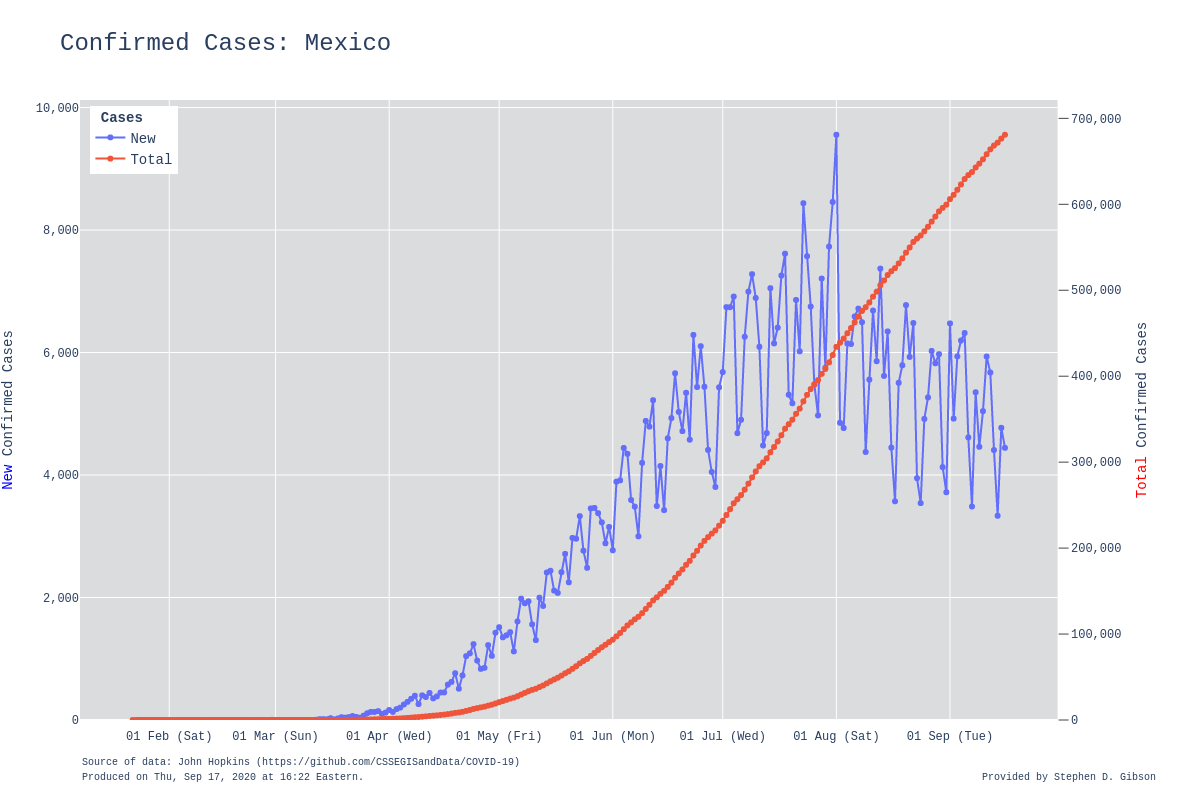 Confirmed Cases: Mexico
Cases
New
Total
10,000
8,000
6,000
4,000
2,000
0
700,000
600,000
500,000
400,000
300,000
200,000
100,000
0
New Confirmed Cases
Total Confirmed Cases
01 Feb (Sat) 01 Mar (Sun) 01 Apr (Wed) 01 May (Fri) 01 Jun (Mon) 01 Jul (Wed) 01 Aug (Sat) 01 Sep (Tue)
Source of data: John Hopkins (https://github.com/CSSEGISandData/COVID-19)
Produced on Thu, Sep 17, 2020 at 16:22 Eastern.
Provided by Stephen D. Gibson